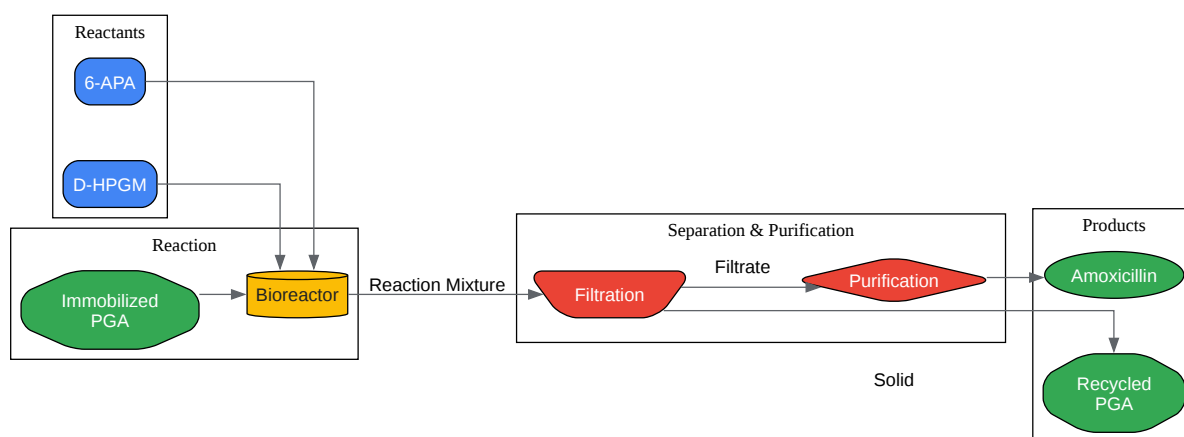 Reactants
6-APA
D-HPGM
Reaction
Immobilized
PGA
Bioreactor
Reaction Mixture
Separation & Purification
Filtration
Filtrate
Purification
Solid
Products
Amoxicillin
Recycled
PGA